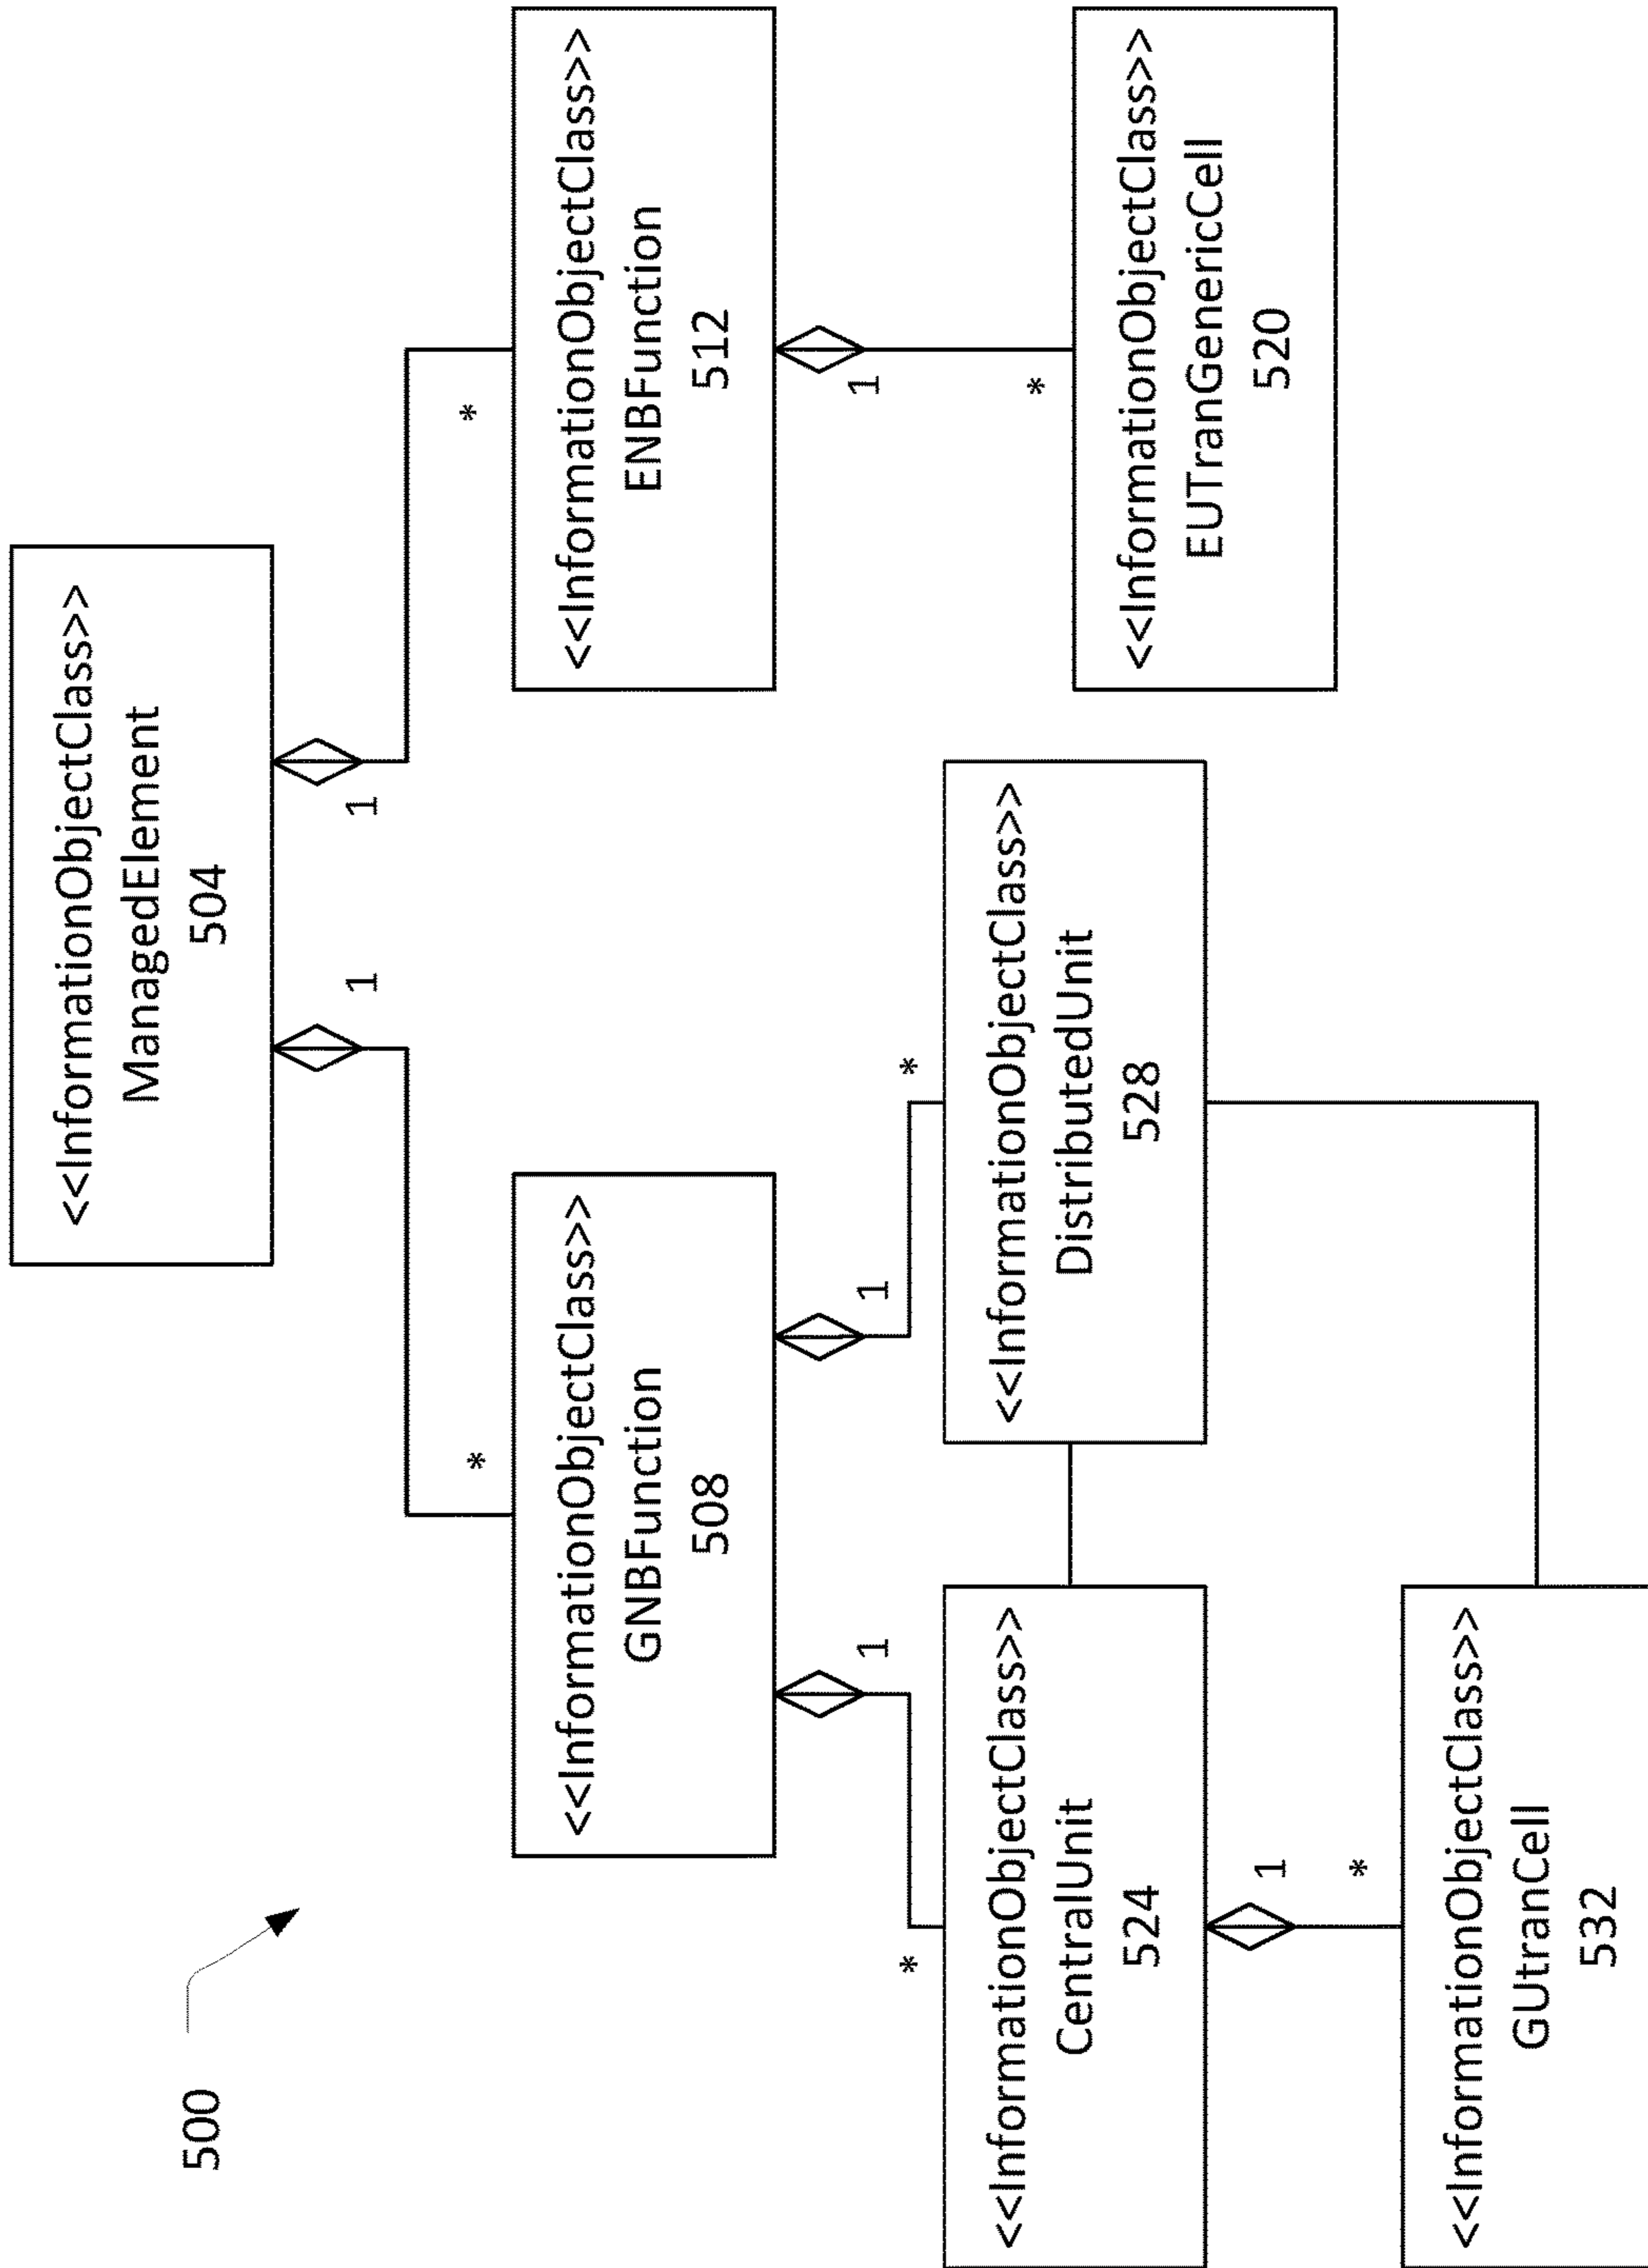 500
<<InformationObjectClass>>
ManagedElement
504
1
1
*
*
<<InformationObjectClass>>
GNBFunction
508
<<InformationObjectClass>>
ENBFunction
512
1
1
1
*
*
*
<<InformationObjectClass>>
CentralUnit
524
<<InformationObjectClass>>
DistributedUnit
528
<<InformationObjectClass>>
EUTranGenericCell
520
1
*
<<InformationObjectClass>>
GUtranCell
532